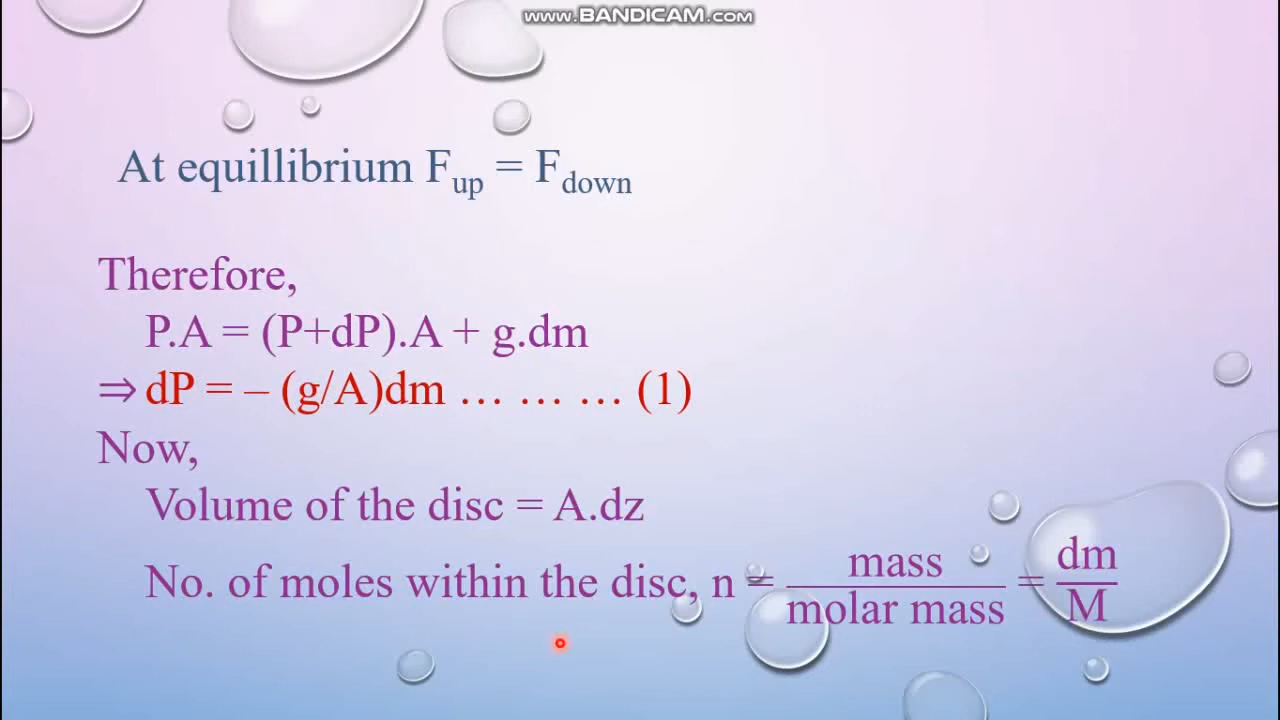 www.BANDICAM.com
At equillibrium F_up = F_down
Therefore,
P.A = (P+dP).A + g.dm
⇒ dP = – (g/A)dm … … … (1)
Now,
Volume of the disc = A.dz
No. of moles within the disc, n = mass/molar mass = dm/M